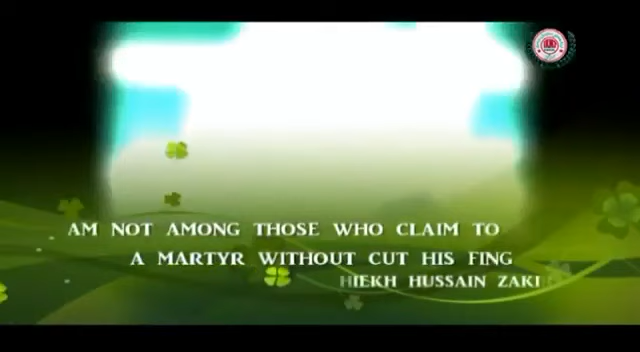 AM NOT AMONG THOSE WHO CLAIM TO
A MARTYR WITHOUT CUT HIS FING
HIEKH HUSSAIN ZAKI